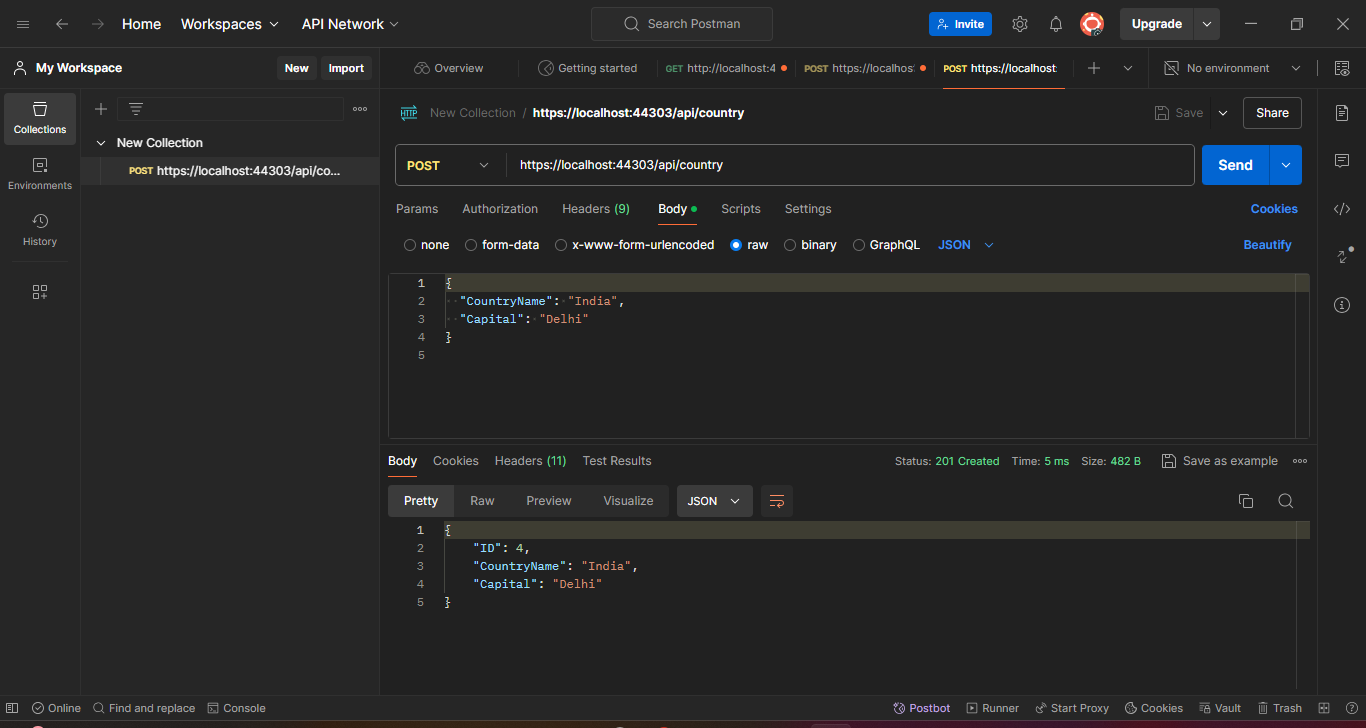 Home Workspaces API Network Search Postman Invite Upgrade
My Workspace New Import Overview Getting started GET http://localhost:4 POST https://localhos POST https://localhost: No environment
Collections
Environments
History
New Collection
POST https://localhost:44303/api/co...
HTTP New Collection / https://localhost:44303/api/country Save Share
POST https://localhost:44303/api/country Send
Params Authorization Headers (9) Body Scripts Settings Cookies
none form-data x-www-form-urlencoded raw binary GraphQL JSON Beautify
1 {
2 "CountryName": "India",
3 "Capital": "Delhi"
4 }
5
Body Cookies Headers (11) Test Results Status: 201 Created Time: 5 ms Size: 482 B Save as example
Pretty Raw Preview Visualize JSON
1 {
2 "ID": 4,
3 "CountryName": "India",
4 "Capital": "Delhi"
5 }
Online Find and replace Console Postbot Runner Start Proxy Cookies Vault Trash